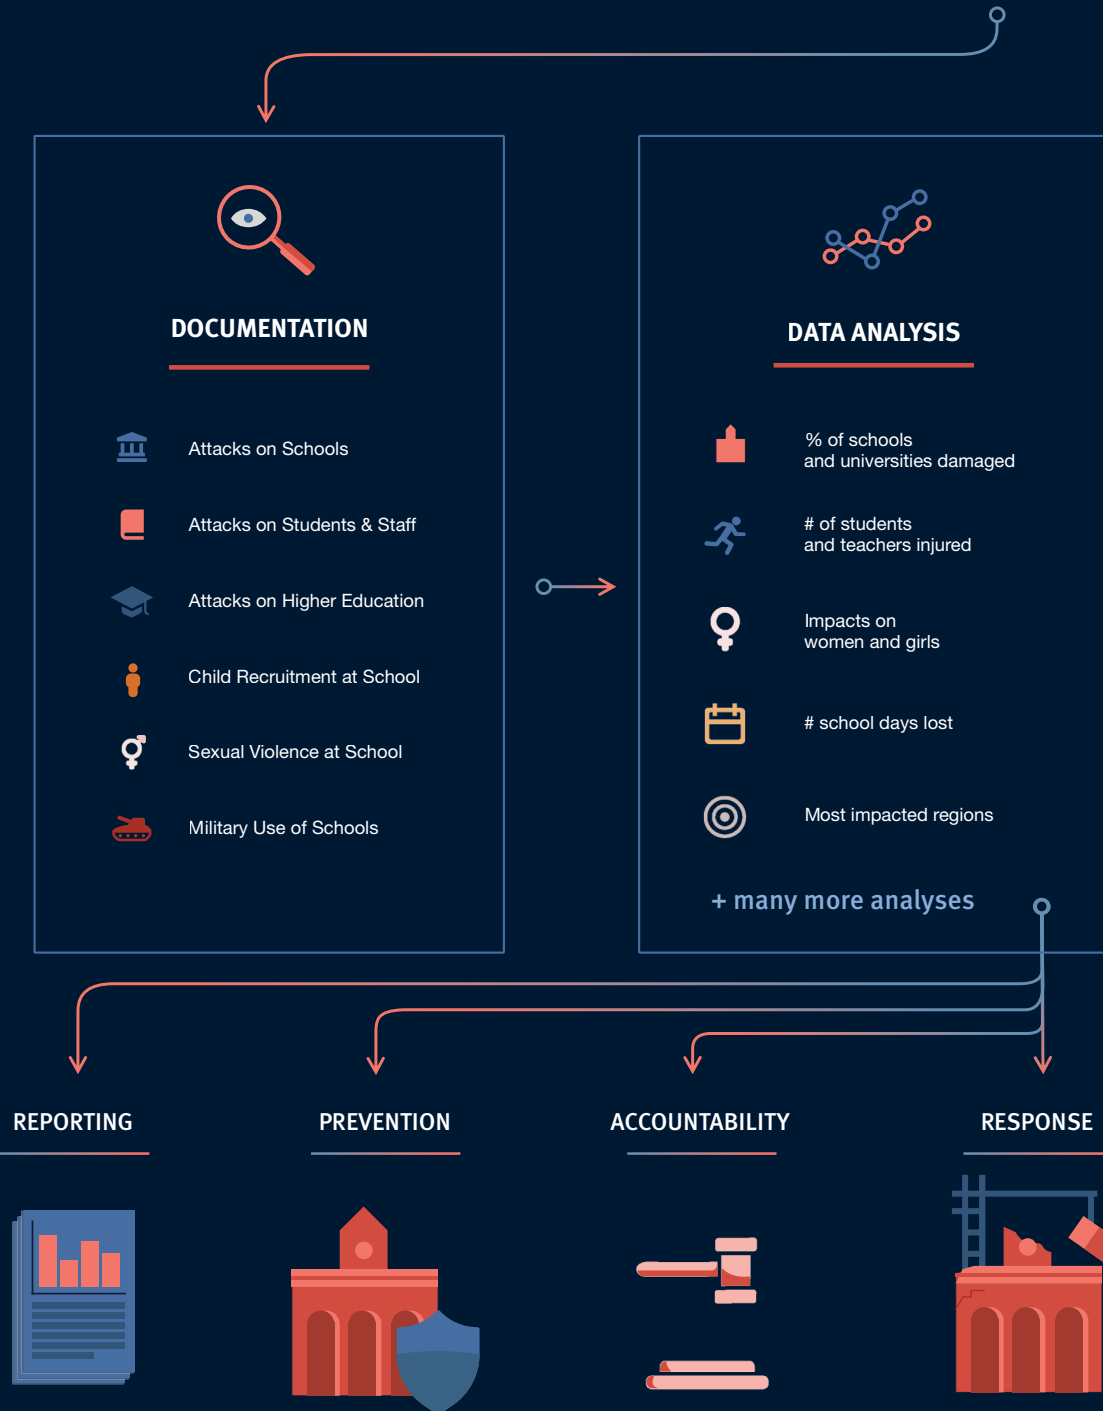 DOCUMENTATION
Attacks on Schools
Attacks on Students & Staff
Attacks on Higher Education
Child Recruitment at School
Sexual Violence at School
Military Use of Schools
DATA ANALYSIS
% of schools
and universities damaged
# of students
and teachers injured
Impacts on
women and girls
# school days lost
Most impacted regions
+ many more analyses
REPORTING
PREVENTION
ACCOUNTABILITY
RESPONSE